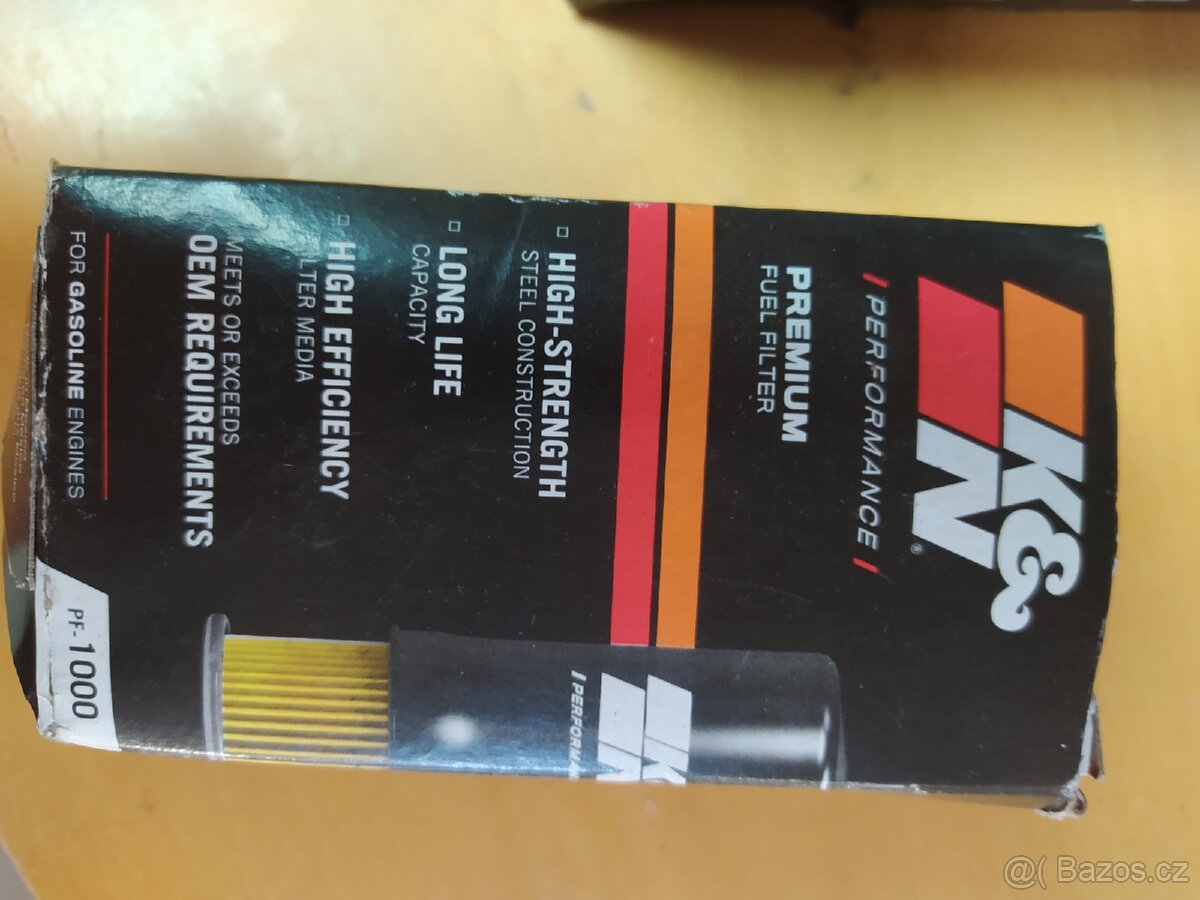 K&N®
/ PERFORMANCE /
PREMIUM
FUEL FILTER
HIGH-STRENGTH
STEEL CONSTRUCTION
LONG LIFE
CAPACITY
HIGH EFFICIENCY
LTER MEDIA
MEETS OR EXCEEDS
OEM REQUIREMENTS
FOR GASOLINE ENGINES
PF-1000
K&N
/ PERFORMA
@( Bazos.cz